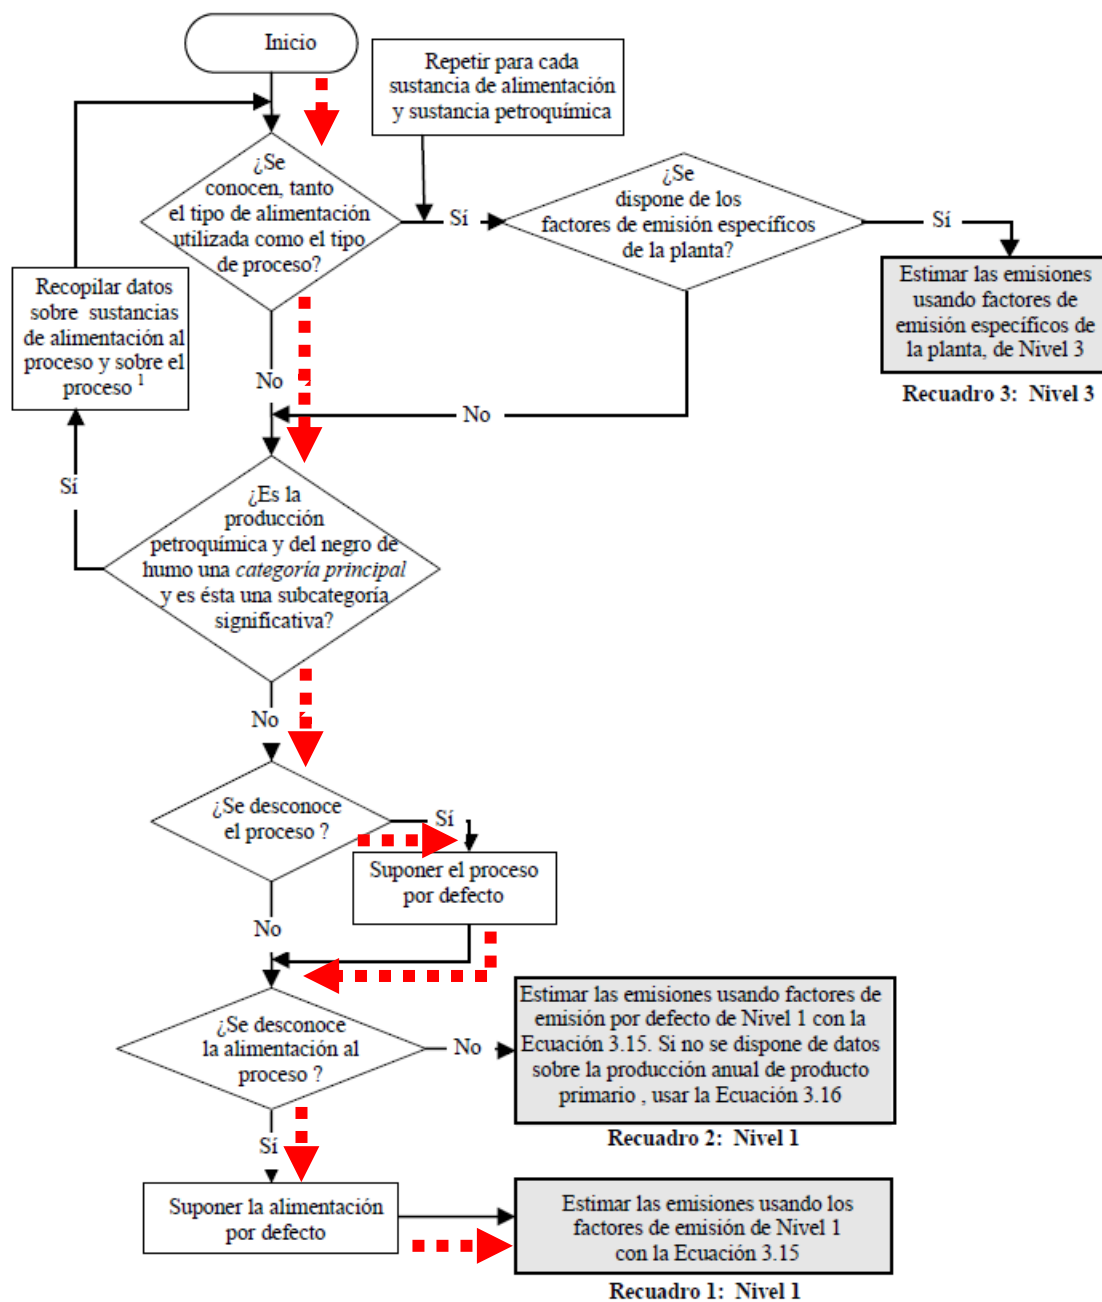 Inicio
Repetir para cada
sustancia de alimentación
y sustancia petroquímica
¿Se
conocen, tanto
el tipo de alimentación
utilizada como el tipo
de proceso?
Sí
¿Se
dispone de los
factores de emisión específicos
de la planta?
Sí
Estimar las emisiones
usando factores de
emisión específicos de
la planta, de Nivel 3
Recuadro 3: Nivel 3
Recopilar datos
sobre sustancias
de alimentación al
proceso y sobre el
proceso 1
No
No
Sí
¿Es la
producción
petroquímica y del negro de
humo una categoría principal
y es ésta una subcategoría
significativa?
No
¿Se desconoce
el proceso ?
Sí
Suponer el proceso
por defecto
No
¿Se desconoce
la alimentación al
proceso ?
No
Estimar las emisiones usando factores de
emisión por defecto de Nivel 1 con la
Ecuación 3.15. Si no se dispone de datos
sobre la producción anual de producto
primario , usar la Ecuación 3.16
Recuadro 2: Nivel 1
Sí
Suponer la alimentación
por defecto
Estimar las emisiones usando los
factores de emisión de Nivel 1
con la Ecuación 3.15
Recuadro 1: Nivel 1